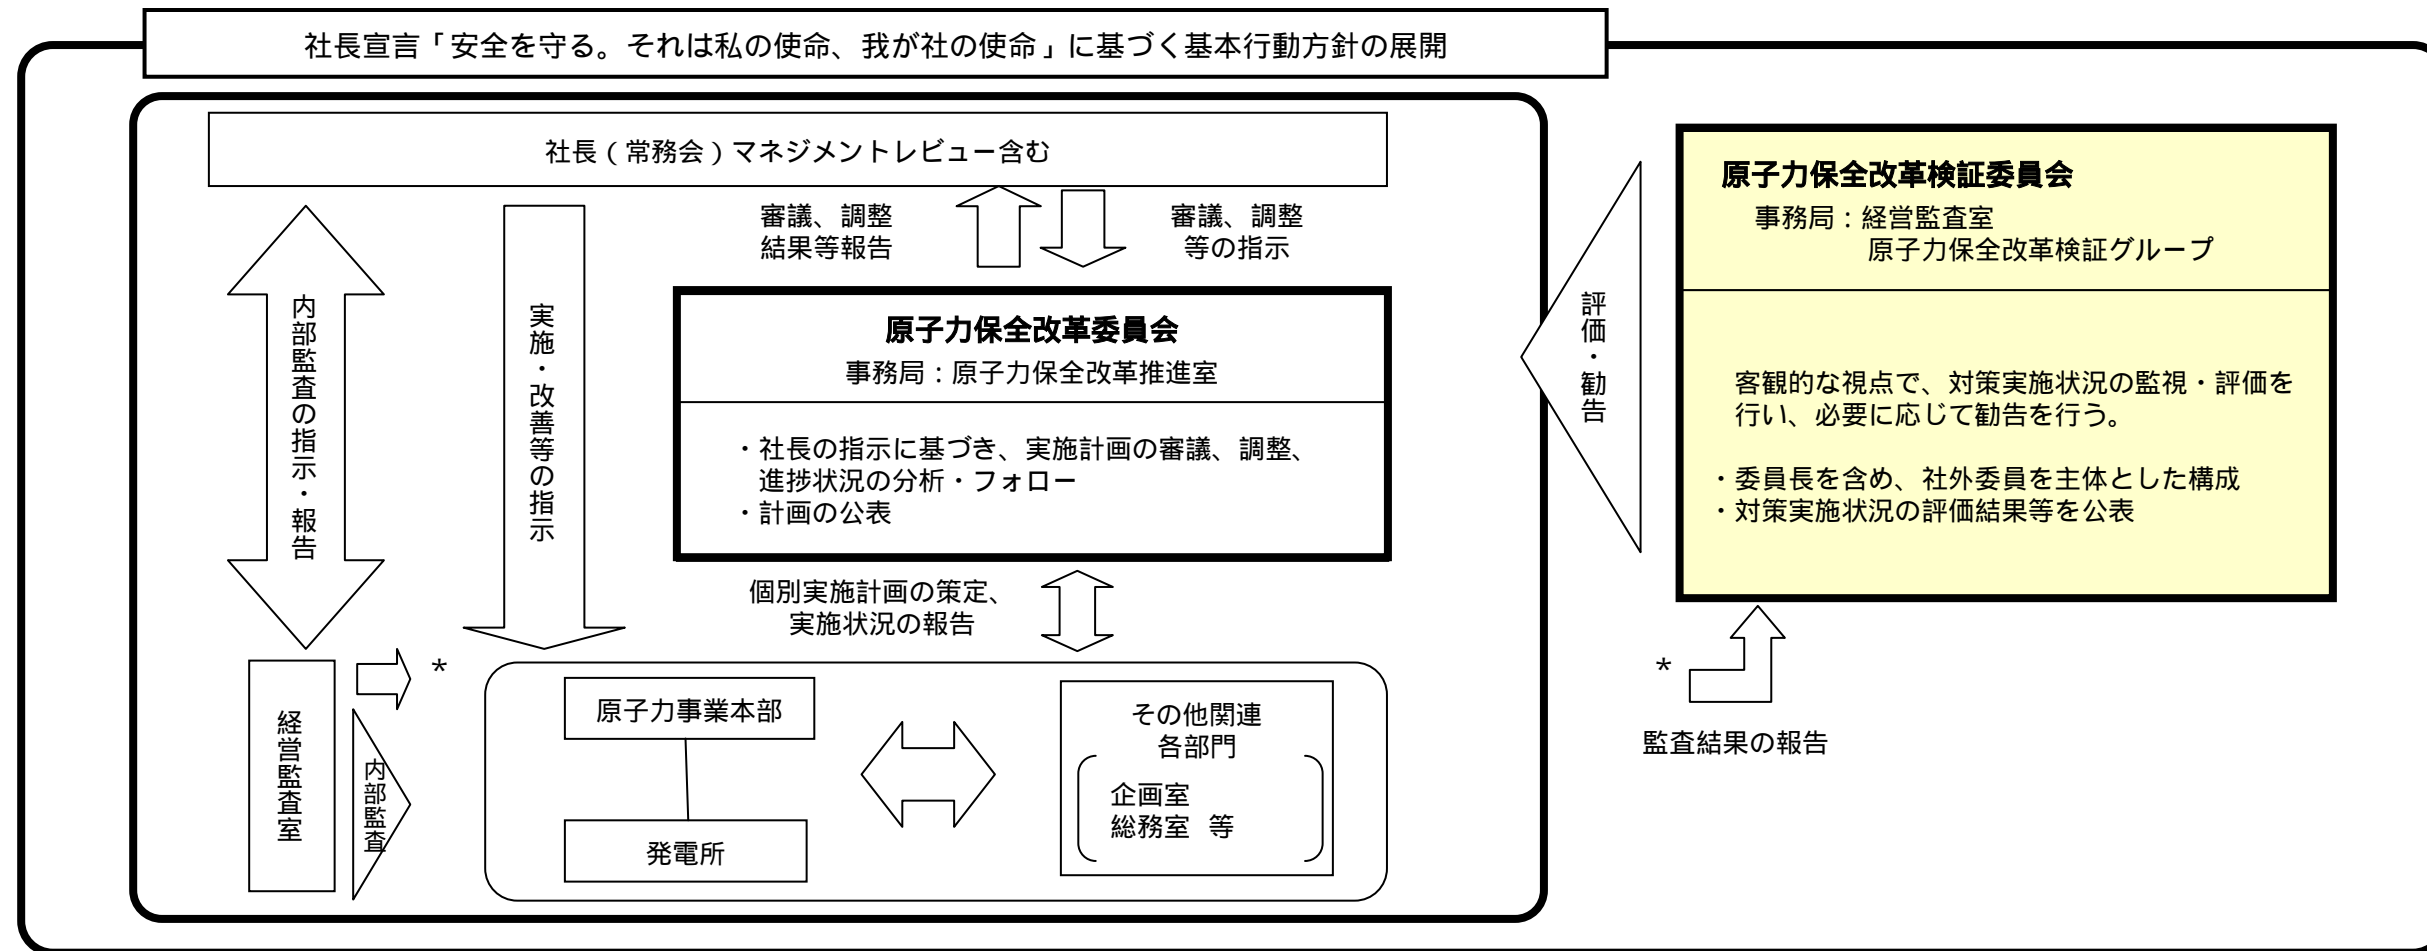 社長宣言「安全を守る。それは私の使命、我が社の使命」に基づく基本行動方針の展開
社長（常務会）マネジメントレビュー含む
審議、調整
結果等報告
審議、調整
等の指示
内部監査の指示・報告
実施・改善等の指示
原子力保全改革委員会
事務局：原子力保全改革推進室
・社長の指示に基づき、実施計画の審議、調整、
進捗状況の分析・フォロー
・計画の公表
個別実施計画の策定、
実施状況の報告
経営監査室
*
内部監査
原子力事業本部
発電所
その他関連
各部門
企画室
総務室 等
評価・勧告
原子力保全改革検証委員会
事務局：経営監査室
原子力保全改革検証グループ
客観的な視点で、対策実施状況の監視・評価を
行い、必要に応じて勧告を行う。
・委員長を含め、社外委員を主体とした構成
・対策実施状況の評価結果等を公表
*
監査結果の報告